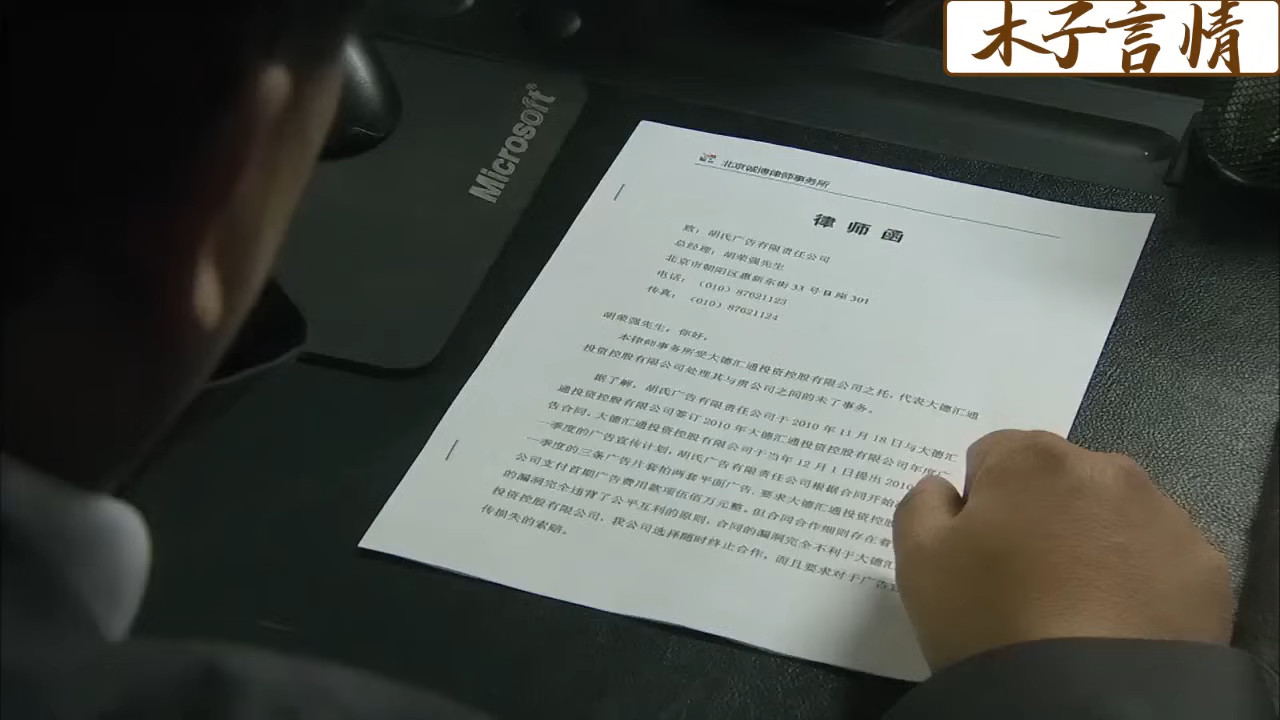 木子言情
Microsoft
北京诚博律师事务所
律师函
致：胡氏广告有限责任公司
总经理：胡荣强先生
北京市朝阳区惠新东街33号B座301
电话：（010）87621123
传真：（010）87621124
胡荣强先生，你好，
本律师事务所受大德汇通投资控股有限公司之托，代表大德汇通
投资控股有限公司处理其与贵公司之间的未了事务。
据了解，胡氏广告有限责任公司于2010年11月18日与大德汇
通投资控股有限公司签订2010年大德汇通投资控股有限公司年度广
告合同，大德汇通投资控股有限公司于当年12月1日提出2010
一季度的广告宣传计划，胡氏广告有限责任公司根据合同开始
一季度的三条广告片套拍两套平面广告，要求大德汇通投资控股
公司支付首期广告费用款项伍佰万元整。但合同合作细则存在着
的漏洞完全违背了公平互利的原则，合同的漏洞完全不利于大德汇
投资控股有限公司，我公司选择随时终止合作，而且要求对于广告
传损失的索赔。